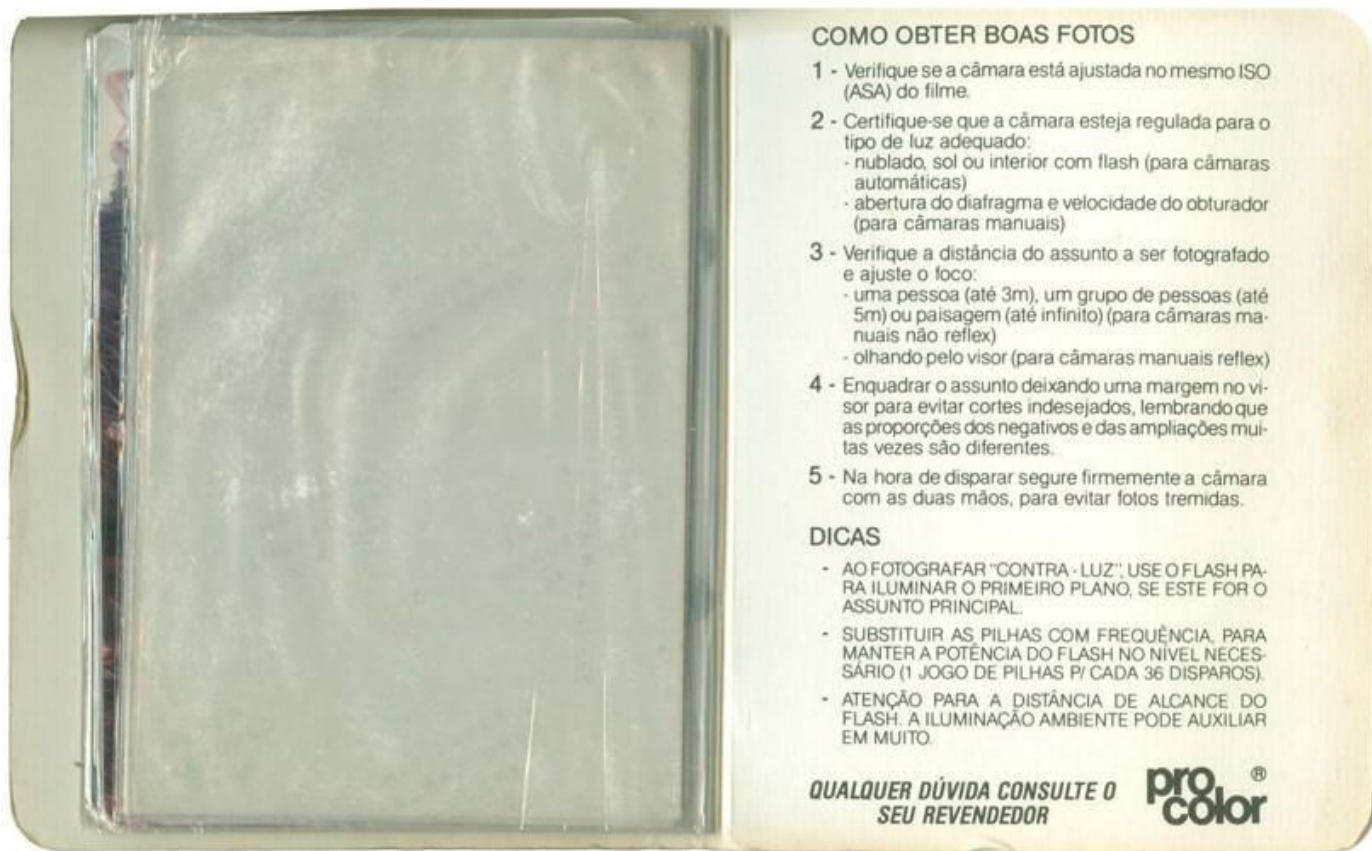 COMO OBTER BOAS FOTOS
1 - Verifique se a câmara está ajustada no mesmo ISO
(ASA) do filme.
2 - Certifique-se que a câmara esteja regulada para o
tipo de luz adequado:
- nublado, sol ou interior com flash (para câmaras
automáticas)
- abertura do diafragma e velocidade do obturador
(para câmaras manuais)
3 - Verifique a distância do assunto a ser fotografado
e ajuste o foco:
- uma pessoa (até 3m), um grupo de pessoas (até
5m) ou paisagem (até infinito) (para câmaras ma-
nuais não reflex)
- olhando pelo visor (para câmaras manuais reflex)
4 - Enquadrar o assunto deixando uma margem no vi-
sor para evitar cortes indesejados, lembrando que
as proporções dos negativos e das ampliações mui-
tas vezes são diferentes.
5 - Na hora de disparar segure firmemente a câmara
com as duas mãos, para evitar fotos tremidas.
DICAS
- AO FOTOGRAFAR "CONTRA - LUZ", USE O FLASH PA-
RA ILUMINAR O PRIMEIRO PLANO, SE ESTE FOR O
ASSUNTO PRINCIPAL.
- SUBSTITUIR AS PILHAS COM FREQUÊNCIA, PARA
MANTER A POTÊNCIA DO FLASH NO NÍVEL NECES-
SÁRIO (1 JOGO DE PILHAS P/ CADA 36 DISPAROS).
- ATENÇÃO PARA A DISTÂNCIA DE ALCANCE DO
FLASH. A ILUMINAÇÃO AMBIENTE PODE AUXILIAR
EM MUITO.
QUALQUER DÚVIDA CONSULTE O
SEU REVENDEDOR
pro ®
color